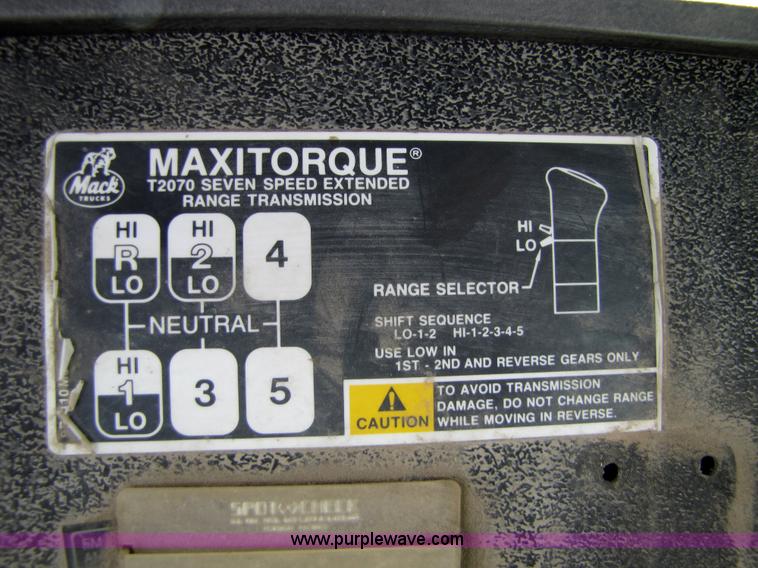 Mack
TRUCKS
MAXITORQUE®
T2070 SEVEN SPEED EXTENDED
RANGE TRANSMISSION
HI R LO
HI 2 LO
4
NEUTRAL
HI 1 LO
3
5
HI
LO
RANGE SELECTOR
SHIFT SEQUENCE
LO-1-2 HI-1-2-3-4-5
USE LOW IN
1ST - 2ND AND REVERSE GEARS ONLY
CAUTION
TO AVOID TRANSMISSION
DAMAGE, DO NOT CHANGE RANGE
WHILE MOVING IN REVERSE.
SPOT CHECK
www.purplewave.com